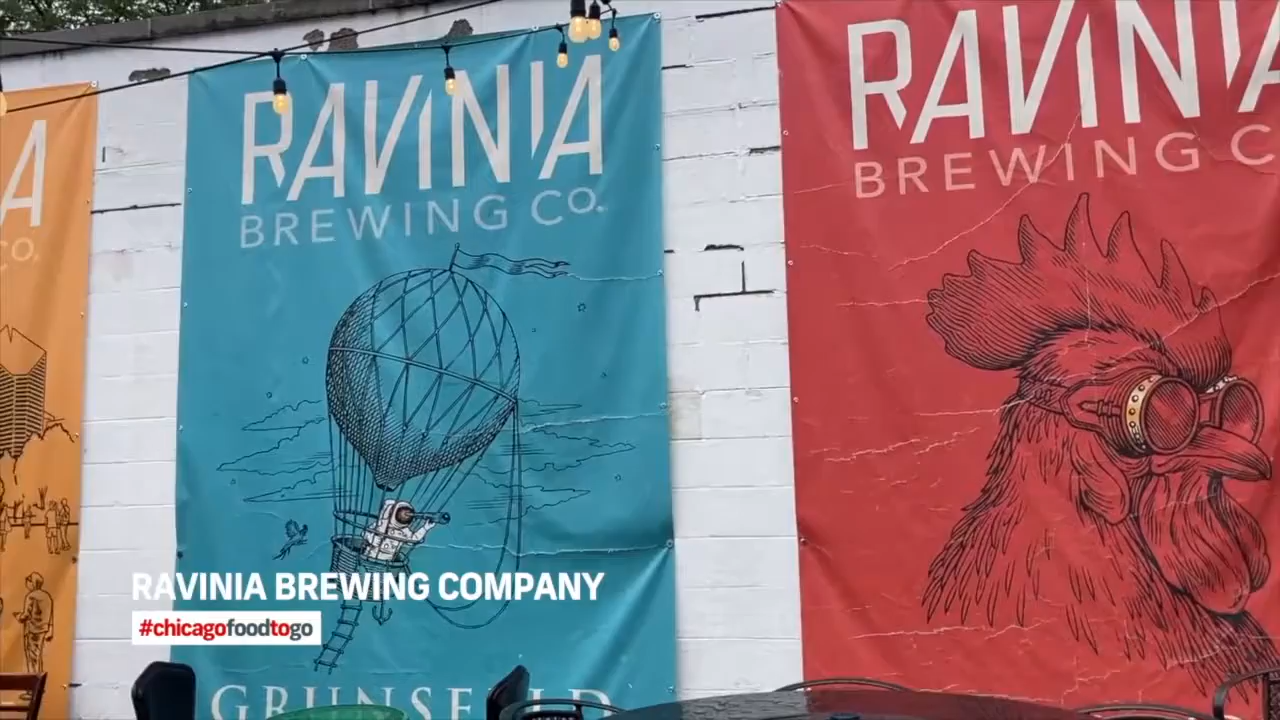 A
CO.
RAVINIA
BREWING CO.
RAVINIA
BREWING C
RAVINIA BREWING COMPANY
#chicagofoodtogo